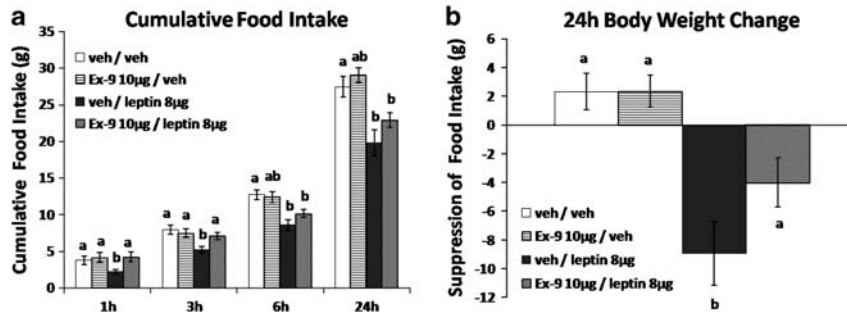 a
Cumulative Food Intake
Cumulative Food Intake (g)
35
30
25
20
15
10
5
0
veh / veh
Ex-9 10µg / veh
veh / leptin 8µg
Ex-9 10µg / leptin 8µg
a a b a
a a b a
a ab b b
a ab b b
1h 3h 6h 24h
b
24h Body Weight Change
Suppression of Food Intake (g)
6
4
2
0
-2
-4
-6
-8
-10
-12
a a
b
a
veh / veh
Ex-9 10µg / veh
veh / leptin 8µg
Ex-9 10µg / leptin 8µg